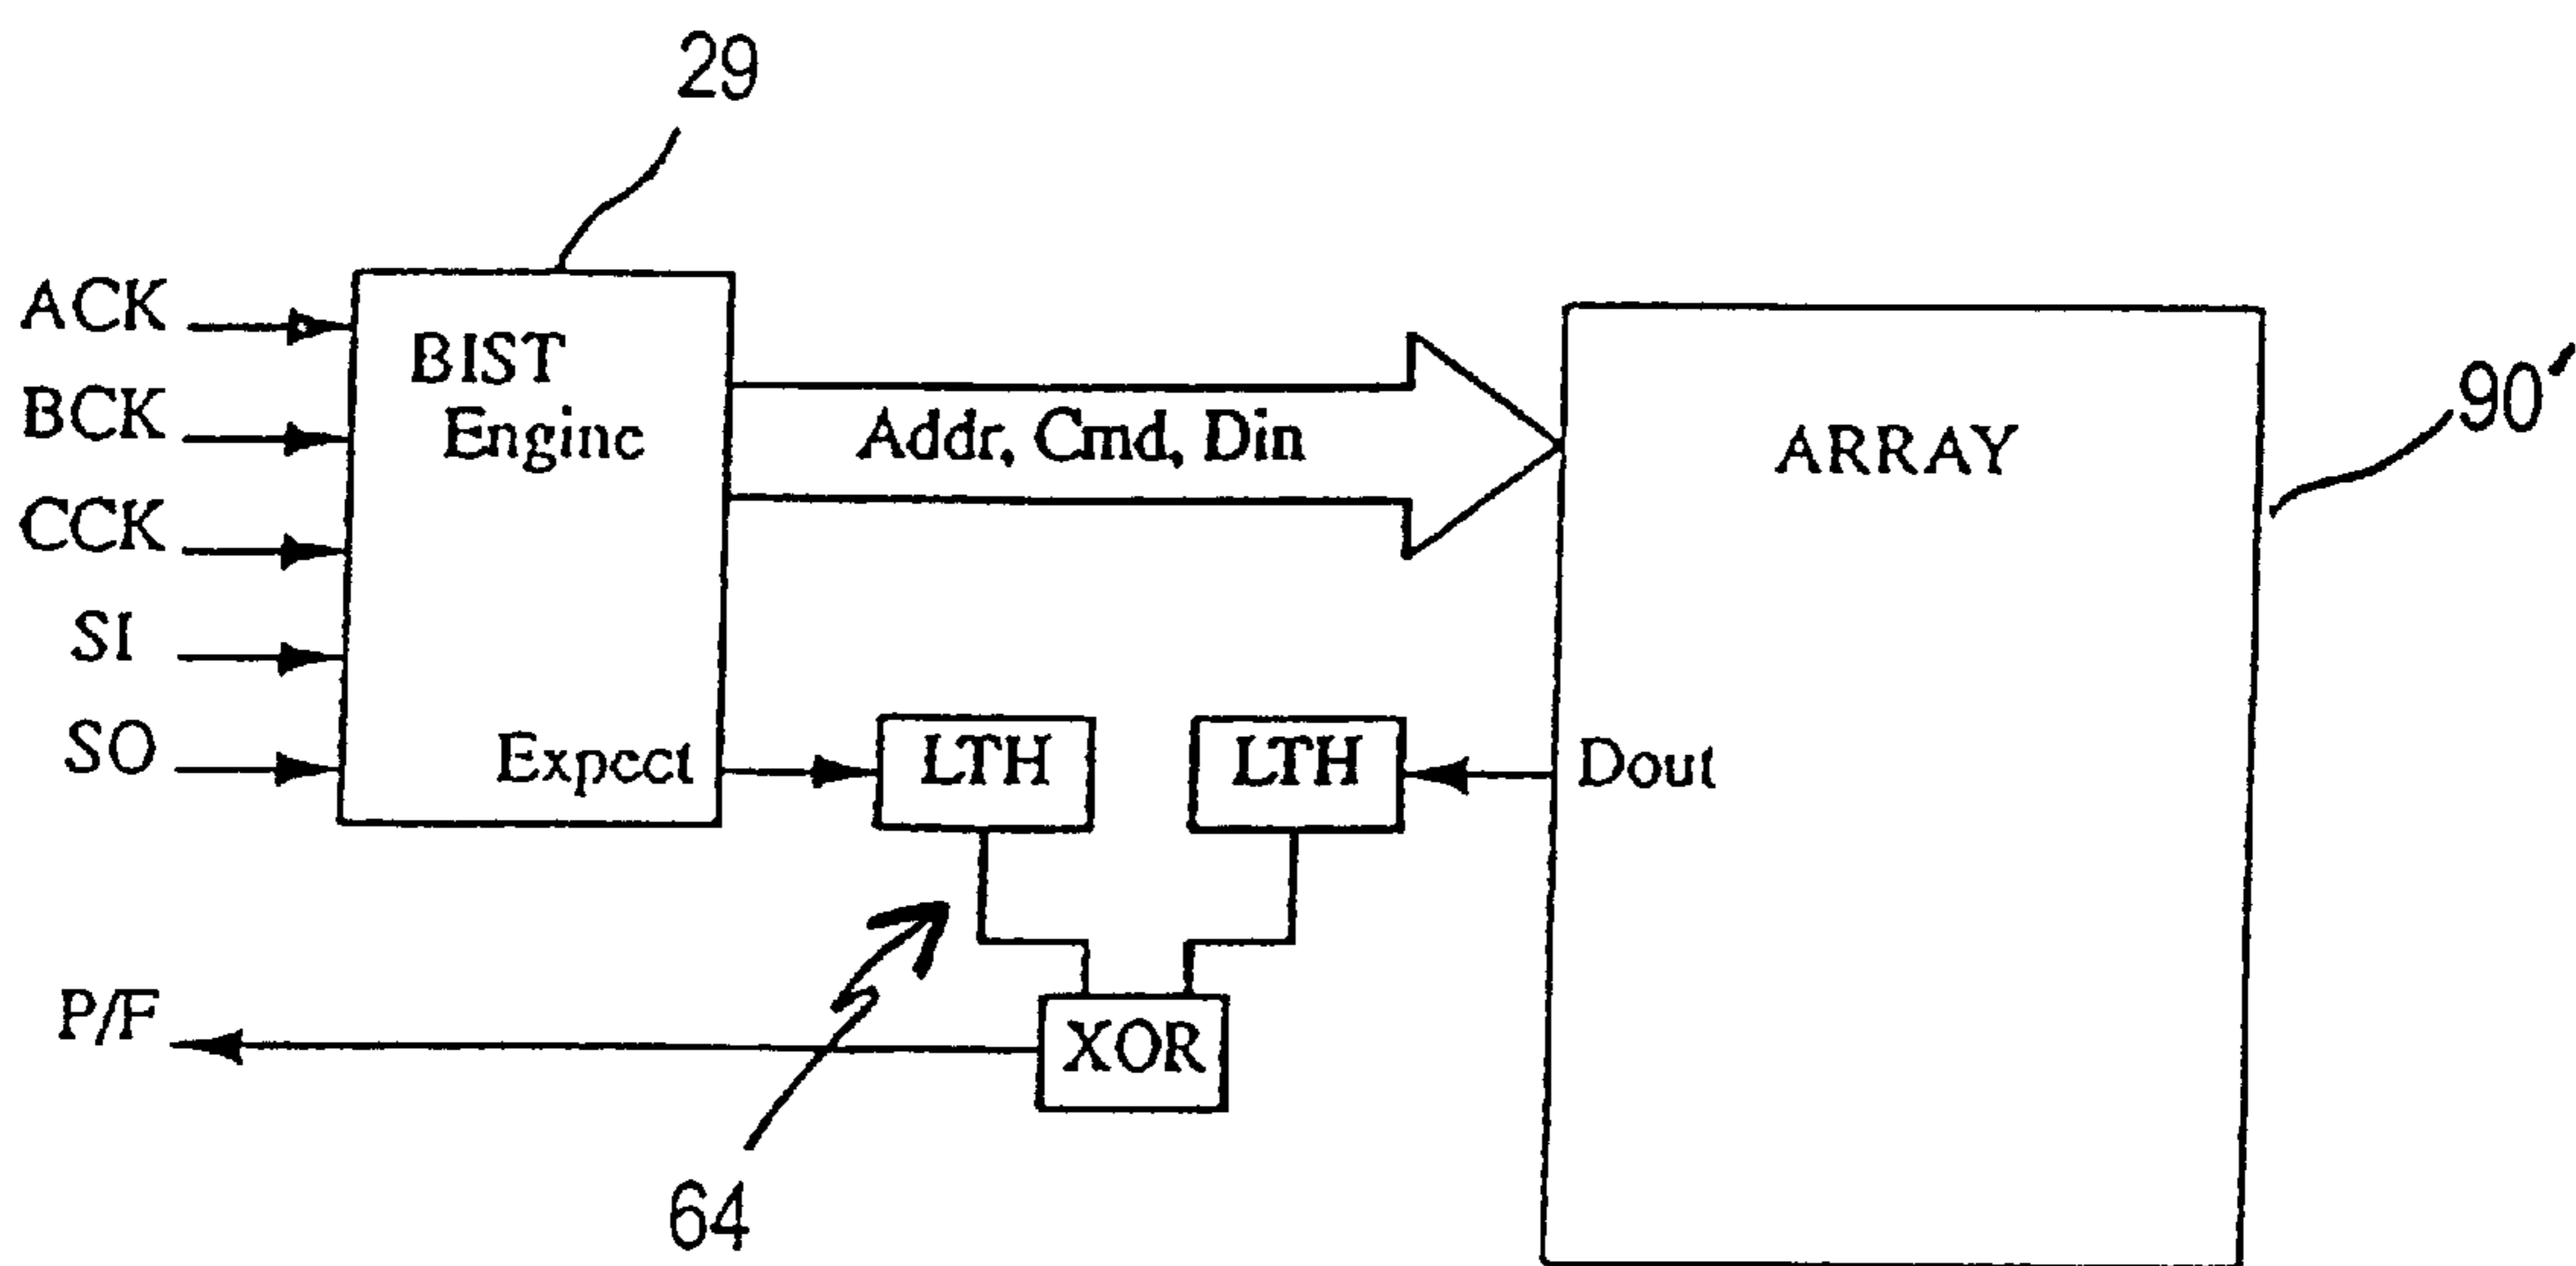 29
ACK
BCK
CCK
SI
SO
BIST
Engine
Expect
Addr, Cmd, Din
ARRAY
90'
LTH
LTH
Dout
P/F
XOR
64